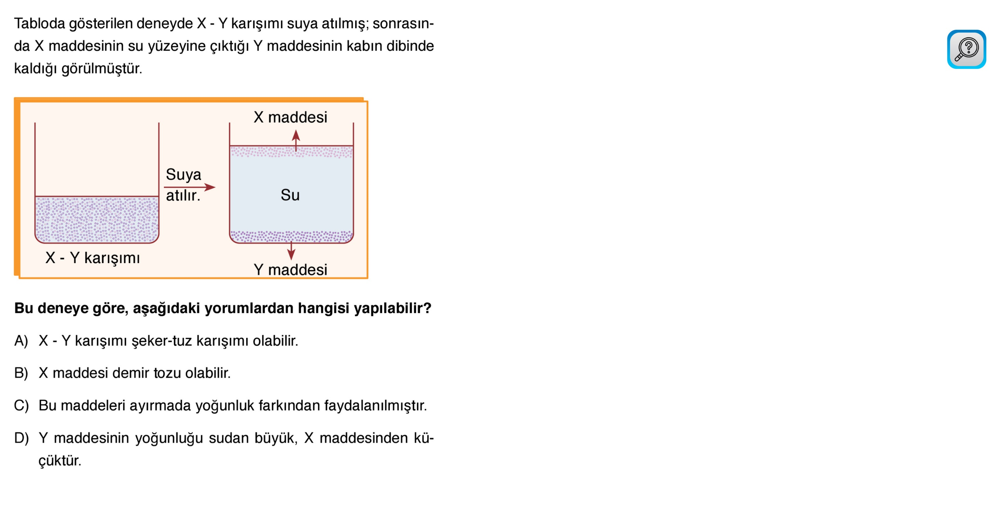 Tabloda gösterilen deneyde X - Y karışımı suya atılmış; sonrasın-
da X maddesinin su yüzeyine çıktığı Y maddesinin kabın dibinde
kaldığı görülmüştür.
X maddesi
Suya
atılır.
Su
X - Y karışımı
Y maddesi
Bu deneye göre, aşağıdaki yorumlardan hangisi yapılabilir?
A) X - Y karışımı şeker-tuz karışımı olabilir.
B) X maddesi demir tozu olabilir.
C) Bu maddeleri ayırmada yoğunluk farkından faydalanılmıştır.
D) Y maddesinin yoğunluğu sudan büyük, X maddesinden kü-
çüktür.
?